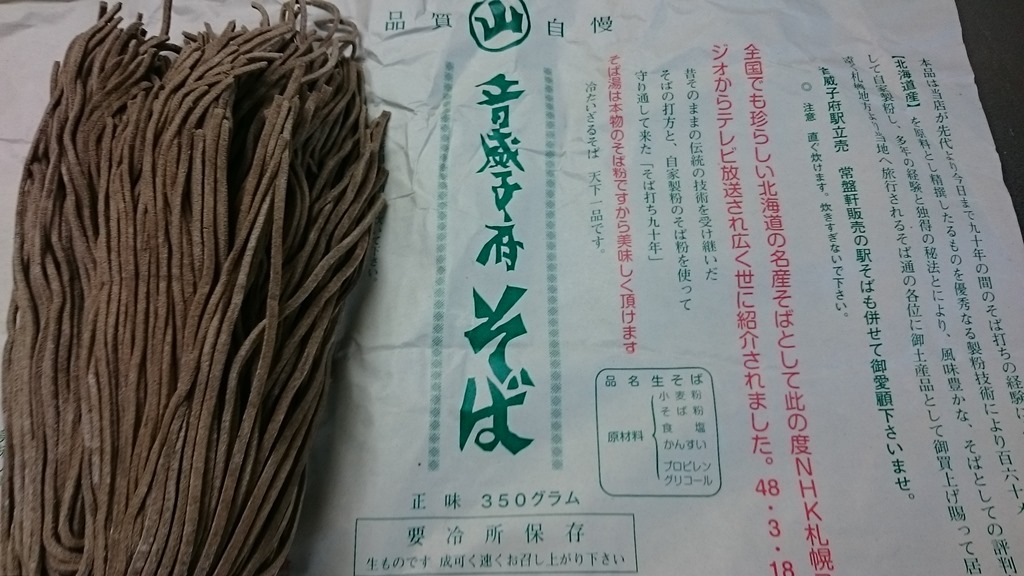 品質 山 自慢
音威子府そば
正味 350グラム
要冷所保存
生ものです 成可く速くお召し上がり下さい
本品は当店が先代より今日まで九十年の間のそば打ちの経験に
【北海道産】を原料とし精撰したるものを優秀なる製粉技術により百六十
して自家製粉し、多年の経験と独得の秘法とにより、風味豊かな、そばとしての評判
地方より当地へ旅行されるそば通の各位に御土産品として御買上げ賜って居
音威子府駅立売 常盤軒販売の駅そばも併せて御愛顧下さいませ。
○ 注意 直ぐ炊けます。炊きすぎないで下さい。
全国でも珍らしい北海道の名産そばとして此の度NHK札幌
ジオからテレビ放送され広く世に紹介されました。48・3・18
昔そのままの伝統の技術を受け継いだ
そばの打方と、自家製粉のそば粉を使って
守り通して来た「そば打ち九十年」
そば湯は本物のそば粉ですから美味しく頂けます
冷たいざるそば 天下一品です。
品名 生そば
原材料
小麦粉
そば粉
食塩
かんすい
プロピレン
グリコール